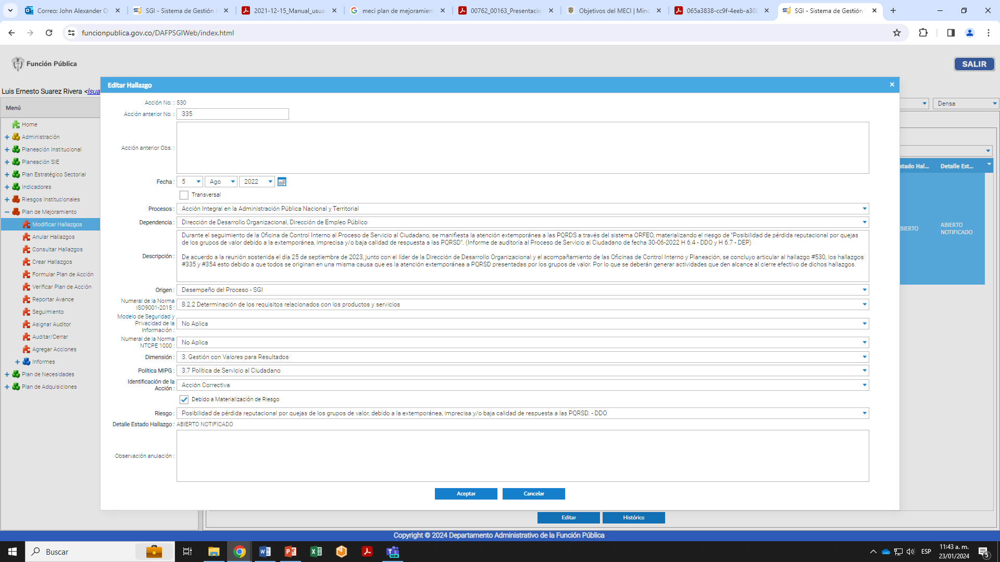 Correo: John Alexander O
SGI - Sistema de Gestión
2021-12-15_Manual_usua
meci plan de mejoramien
00762_00163_Presentacio
Objetivos del MECI | Minc
065a3838-cc9f-4eeb-a308
SGI - Sistema de Gestión
funcionpublica.gov.co/DAFPSGIWeb/index.html
Función Pública
SALIR
Luis Ernesto Suarez Rivera <lsua
Menú
Densa
Home
Administración
Planeación Institucional
Planeación SIE
Plan Estratégico Sectorial
Indicadores
Riesgos Institucionales
Plan de Mejoramiento
Modificar Hallazgos
Anular Hallazgos
Consultar Hallazgos
Crear Hallazgos
Formular Plan de Acción
Verificar Plan de Acción
Reportar Avance
Seguimiento
Asignar Auditor
Auditar/Cerrar
Agregar Acciones
Informes
Plan de Necesidades
Plan de Adquisiciones
Editar Hallazgo
Acción No. : 530
Acción anterior No. : 335
Acción anterior Obs. :
Fecha : 5 Ago 2022
Transversal
Procesos : Acción Integral en la Administración Pública Nacional y Territorial
Dependencia : Dirección de Desarrollo Organizacional, Dirección de Empleo Público
Descripción :
Durante el seguimiento de la Oficina de Control Interno al Proceso de Servicio al Ciudadano, se manifiesta la atención extemporánea a las PQRDS a través del sistema ORFEO, materializando el riesgo de “Posibilidad de pérdida reputacional por quejas
de los grupos de valor debido a la extemporánea, imprecisa y/o baja calidad de respuesta a las PQRSD”. (Informe de auditoría al Proceso de Servicio al Ciudadano de fecha 30-06-2022 H 6.4 - DDO y H 6.7 - DEP)
De acuerdo a la reunión sostenida el día 25 de septiembre de 2023, junto con el líder de la Dirección de Desarrollo Organizacional y el acompañamiento de las Oficinas de Control Interno y Planeación, se concluyo articular al hallazgo #530, los hallazgos
#335 y #354 esto debido a que todos se originan en una misma causa que es la atención extemporánea a PQRSD presentadas por los grupos de valor. Por lo que se deberán generar actividades que den alcance al cierre efectivo de dichos hallazgos.
Origen : Desempeño del Proceso - SGI
Numeral de la Norma
ISO9001-2015 : 8.2.2 Determinación de los requisitos relacionados con los productos y servicios
Modelo de Seguridad y
Privacidad de la
Información : No Aplica
Numeral de la Norma
NTCPE 1000 : No Aplica
Dimensión : 3. Gestión con Valores para Resultados
Política MIPG : 3.7 Política de Servicio al Ciudadano
Identificación de la
Acción : Acción Correctiva
Debido a Materialización de Riesgo
Riesgo : Posibilidad de pérdida reputacional por quejas de los grupos de valor, debido a la extemporánea, imprecisa y/o baja calidad de respuesta a las PQRSD. - DDO
Detalle Estado Hallazgo : ABIERTO NOTIFICADO
Observación anulación :
Aceptar Cancelar
stado Hal... Detalle Est...
BIERTO
ABIERTO
NOTIFICADO
Editar Histórico
Copyright © 2024 Departamento Administrativo de la Función Pública
Buscar
NEW
ESP
11:43 a. m.
23/01/2024
5